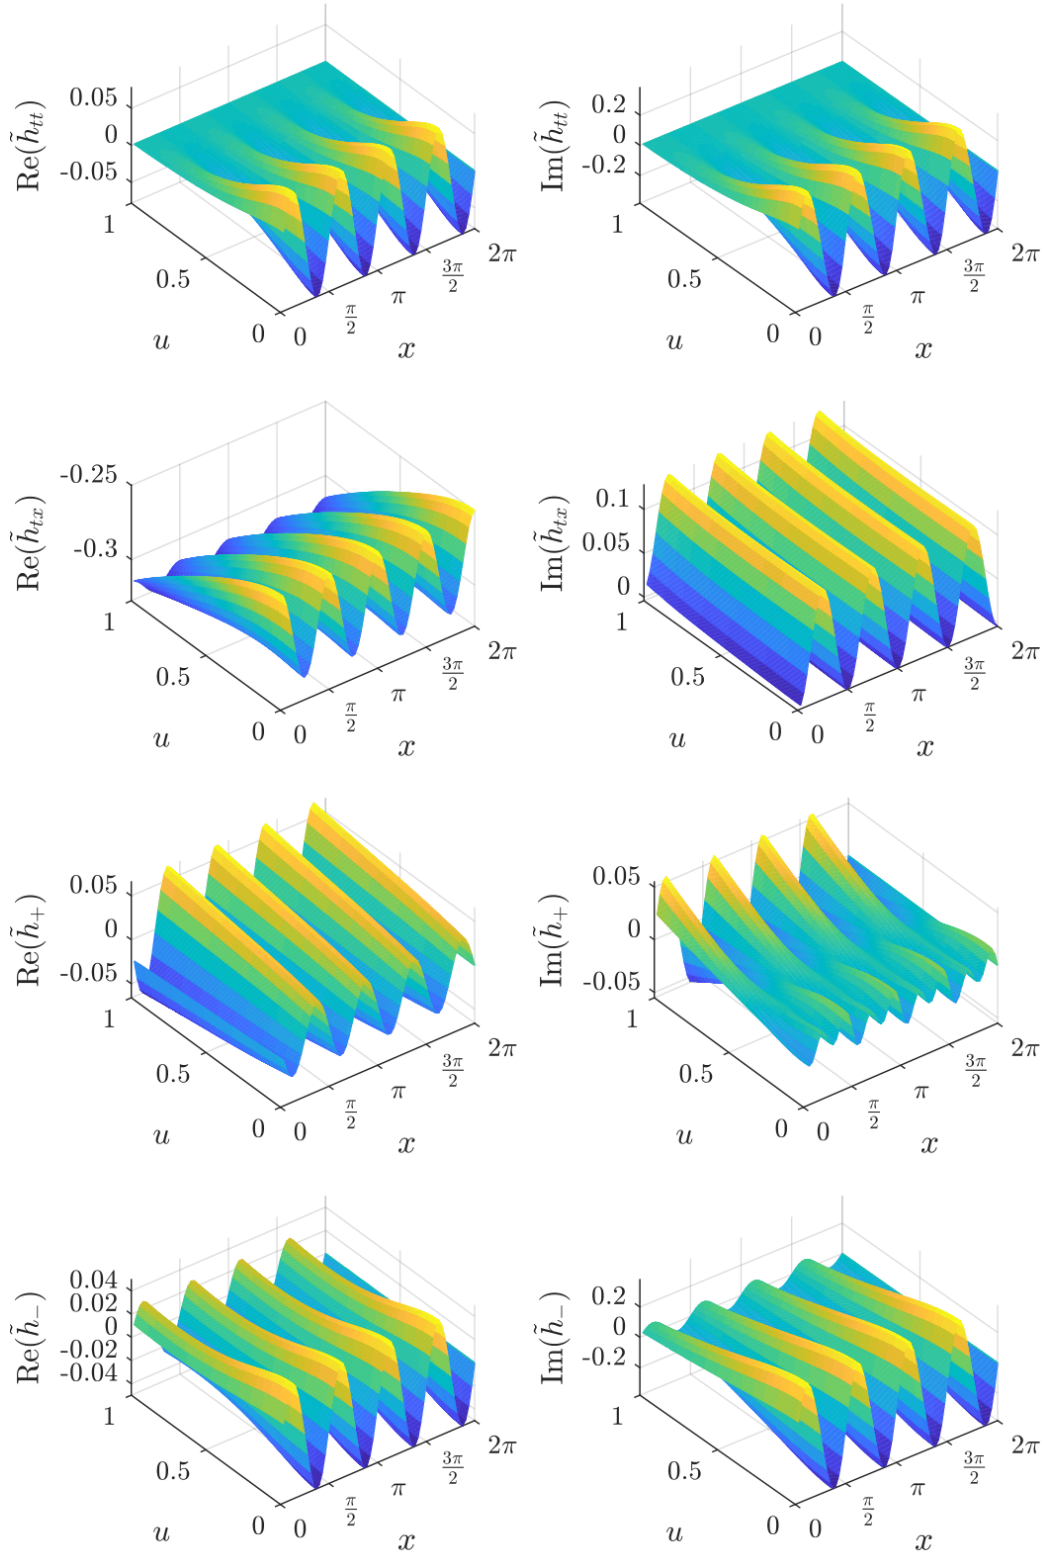 Re(h̃_tt)
0.05
0
-0.05
1
0.5
0
u
0
π/2
π
3π/2
2π
x
Im(h̃_tt)
0.2
0
-0.2
1
0.5
0
u
0
π/2
π
3π/2
2π
x
Re(h̃_tx)
-0.25
-0.3
1
0.5
0
u
0
π/2
π
3π/2
2π
x
Im(h̃_tx)
0.1
0.05
0
1
0.5
0
u
0
π/2
π
3π/2
2π
x
Re(h̃_+)
0.05
0
-0.05
1
0.5
0
u
0
π/2
π
3π/2
2π
x
Im(h̃_+)
0.05
0
-0.05
1
0.5
0
u
0
π/2
π
3π/2
2π
x
Re(h̃_-)
0.04
0.02
0
-0.02
-0.04
1
0.5
0
u
0
π/2
π
3π/2
2π
x
Im(h̃_-)
0.2
0
-0.2
1
0.5
0
u
0
π/2
π
3π/2
2π
x